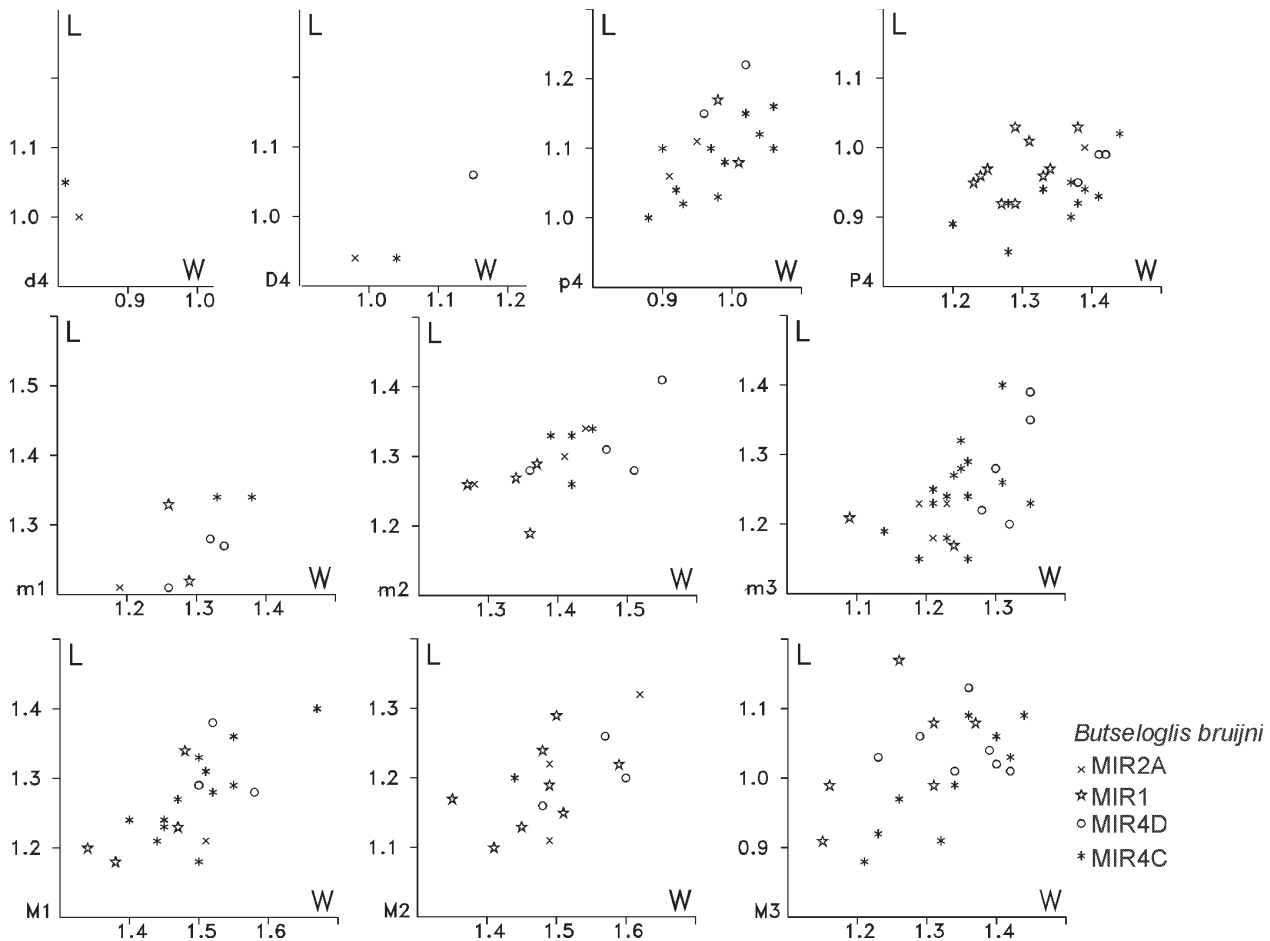 L
1.1
1.0
d4
W
0.9 1.0
L
1.1
1.0
D4
W
1.0 1.1 1.2
L
1.2
1.1
1.0
p4
W
0.9 1.0
L
1.1
1.0
0.9
P4
W
1.2 1.3 1.4
L
1.5
1.4
1.3
m1
W
1.2 1.3 1.4
L
1.4
1.3
1.2
m2
W
1.3 1.4 1.5
L
1.4
1.3
1.2
m3
W
1.1 1.2 1.3
L
1.4
1.3
1.2
M1
W
1.4 1.5 1.6
L
1.3
1.2
1.1
M2
W
1.4 1.5 1.6
L
1.1
1.0
0.9
M3
W
1.2 1.3 1.4
Butseloglis bruijni
MIR2A
MIR1
MIR4D
MIR4C